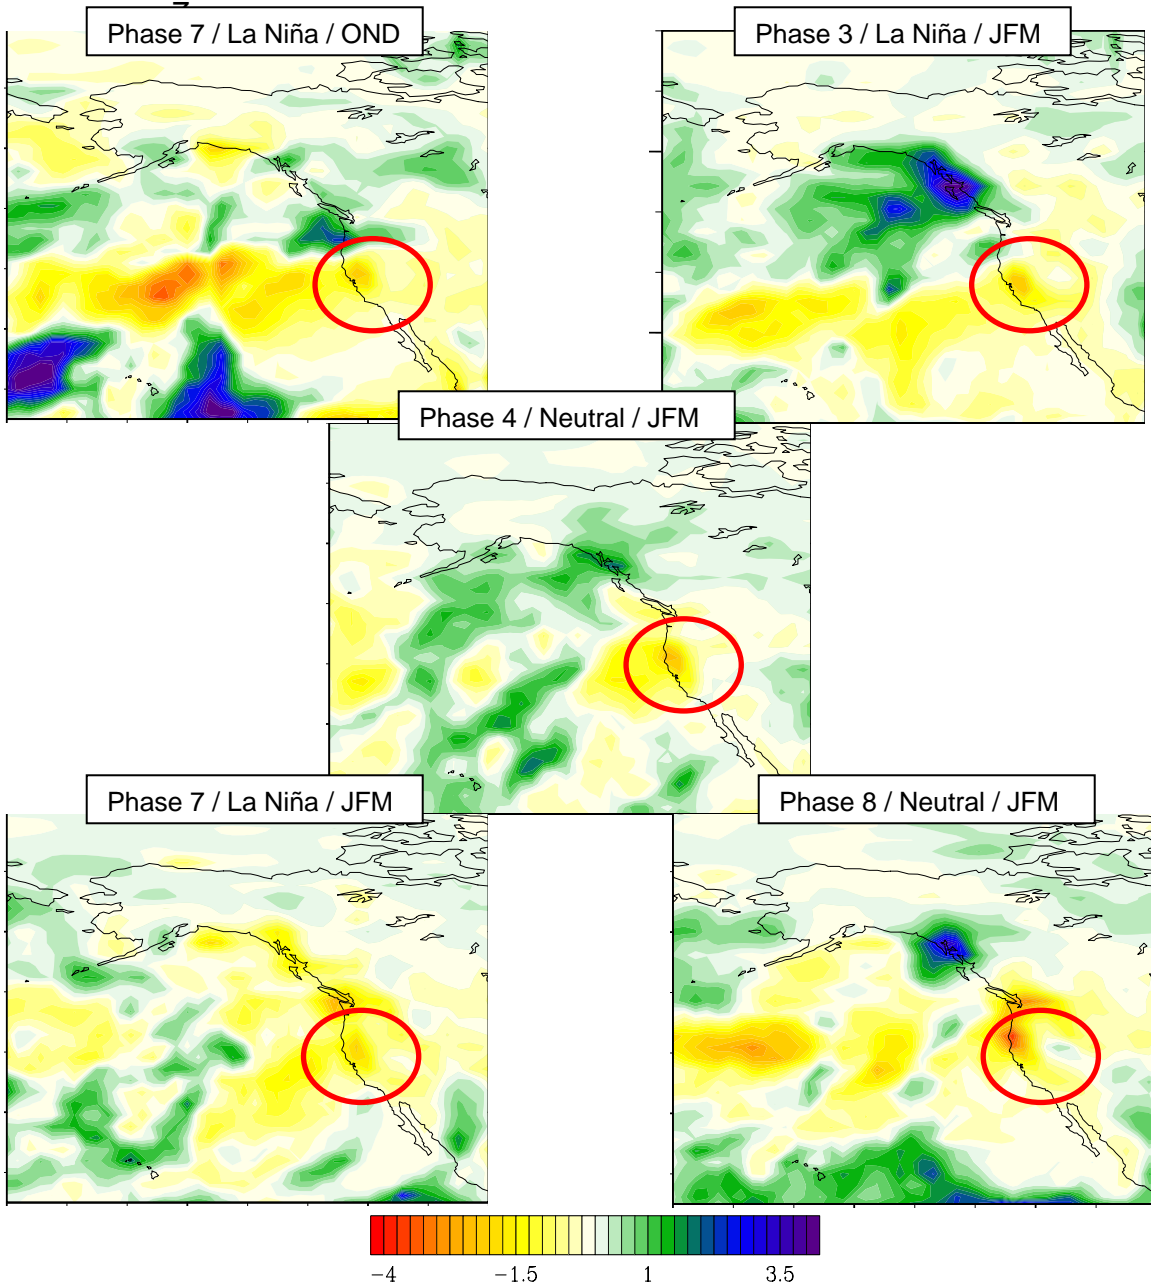 Phase 7 / La Niña / OND
Phase 3 / La Niña / JFM
Phase 4 / Neutral / JFM
Phase 7 / La Niña / JFM
Phase 8 / Neutral / JFM
−4 −1.5 1 3.5